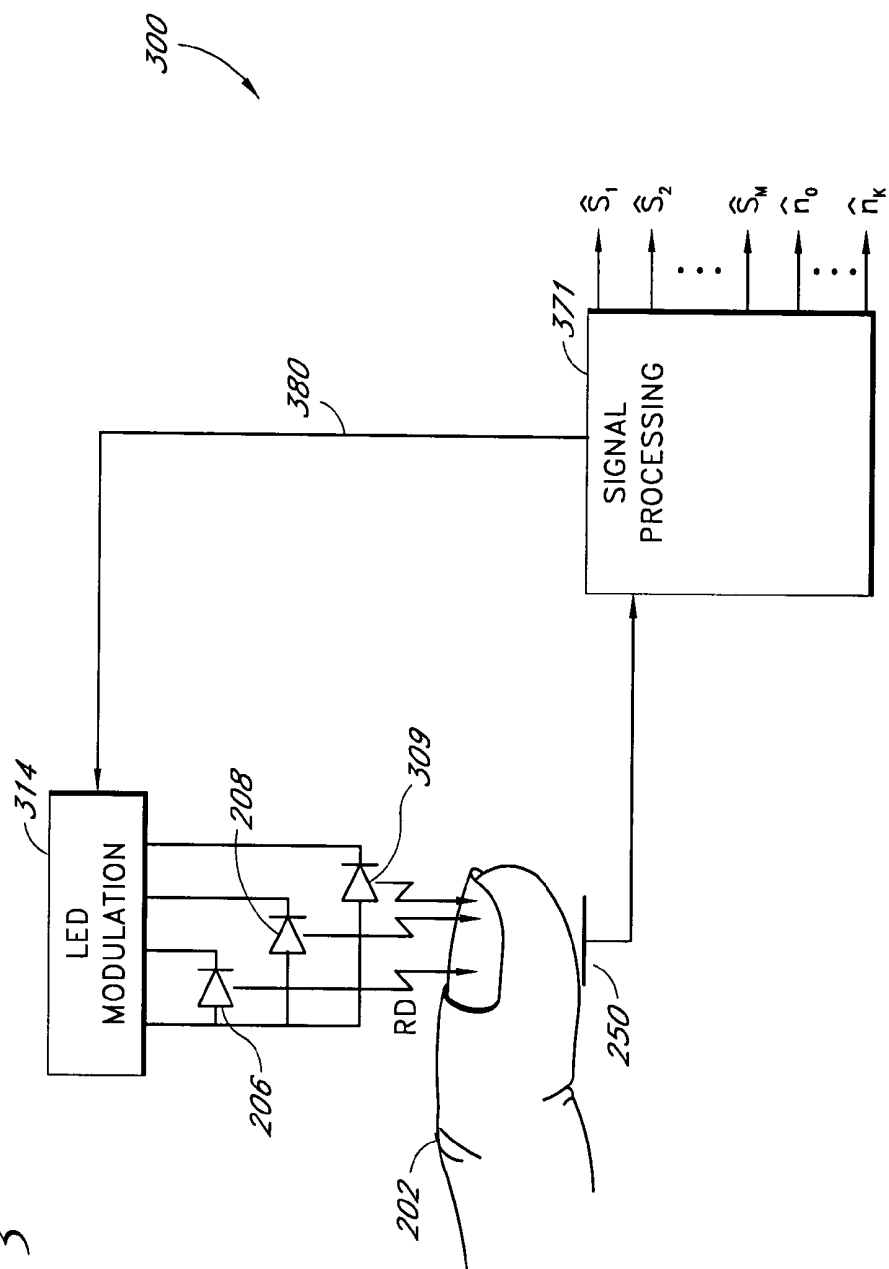 3
300
314
LED
MODULATION
380
208
309
206
RD
202
250
371
SIGNAL
PROCESSING
Ŝ₁
Ŝ₂
...
Ŝ_M
n̂₀
...
n̂_K